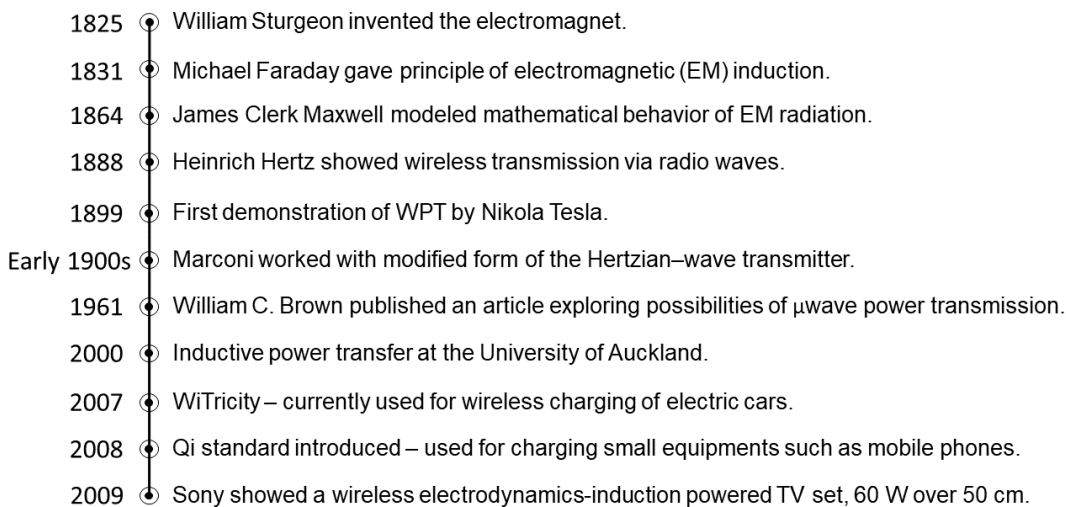 1825 William Sturgeon invented the electromagnet.
1831 Michael Faraday gave principle of electromagnetic (EM) induction.
1864 James Clerk Maxwell modeled mathematical behavior of EM radiation.
1888 Heinrich Hertz showed wireless transmission via radio waves.
1899 First demonstration of WPT by Nikola Tesla.
Early 1900s Marconi worked with modified form of the Hertzian–wave transmitter.
1961 William C. Brown published an article exploring possibilities of μwave power transmission.
2000 Inductive power transfer at the University of Auckland.
2007 WiTricity – currently used for wireless charging of electric cars.
2008 Qi standard introduced – used for charging small equipments such as mobile phones.
2009 Sony showed a wireless electrodynamics-induction powered TV set, 60 W over 50 cm.